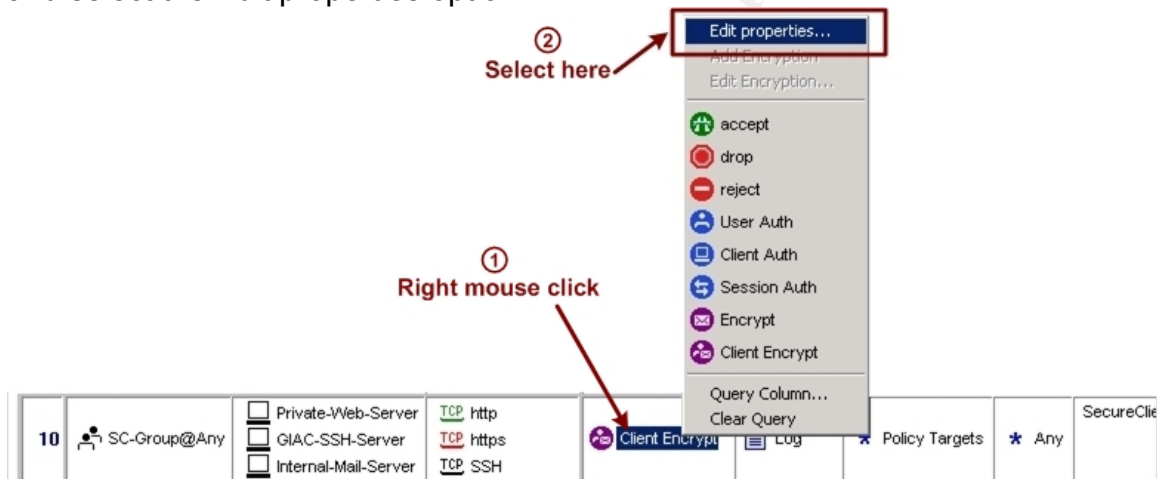 Edit properties...
②
Select here
Add Encryption
Edit Encryption...
accept
drop
reject
User Auth
Client Auth
①
Right mouse click
Session Auth
Encrypt
Client Encrypt
Query Column...
Clear Query
10 SC-Group@Any Private-Web-Server TCP http Client Encrypt Log * Policy Targets * Any
GIAC-SSH-Server TCP https
Internal-Mail-Server TCP SSH